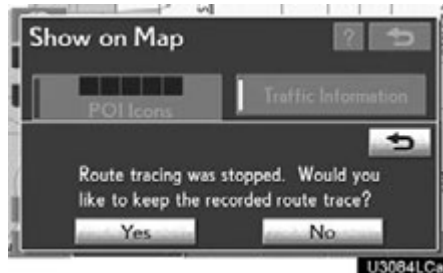 Show on Map
?
POI Icons
Traffic Information
Route tracing was stopped. Would you
like to keep the recorded route trace?
Yes
No
U3084LCa